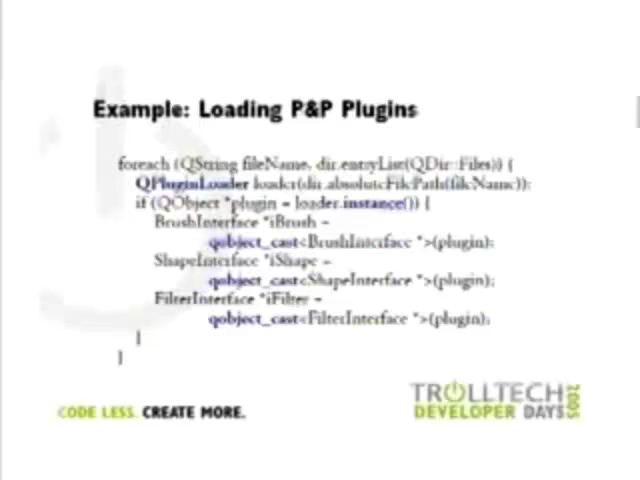 Example: Loading P&P Plugins
foreach (QString fileName, dir.entryList(QDir::Files)) {
QPluginLoader loader(dir.absoluteFilePath(fileName));
if (QObject *plugin = loader.instance()) {
BrushInterface *iBrush =
qobject_cast<BrushInterface *>(plugin);
ShapeInterface *iShape =
qobject_cast<ShapeInterface *>(plugin);
FilterInterface *iFilter =
qobject_cast<FilterInterface *>(plugin);
}
}
CODE LESS. CREATE MORE.
TROLLTECH
DEVELOPER DAYS 2005